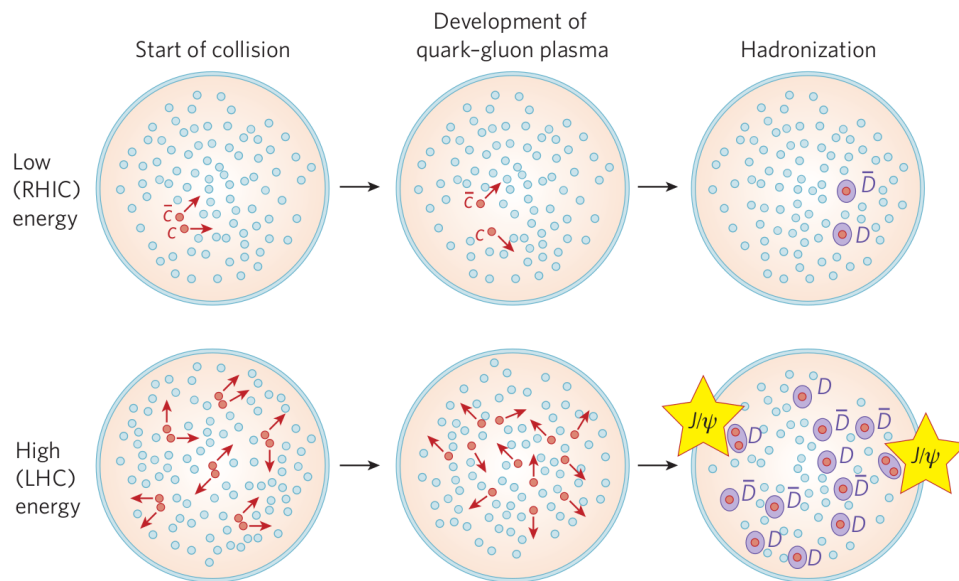 Start of collision
Development of
quark–gluon plasma
Hadronization
Low
(RHIC)
energy
c̅
c
c̅
c
D̅
D
High
(LHC)
energy
J/ψ
D
D
D̅
D̅
J/ψ
D
D̅
D̅
D̅
D
D
D